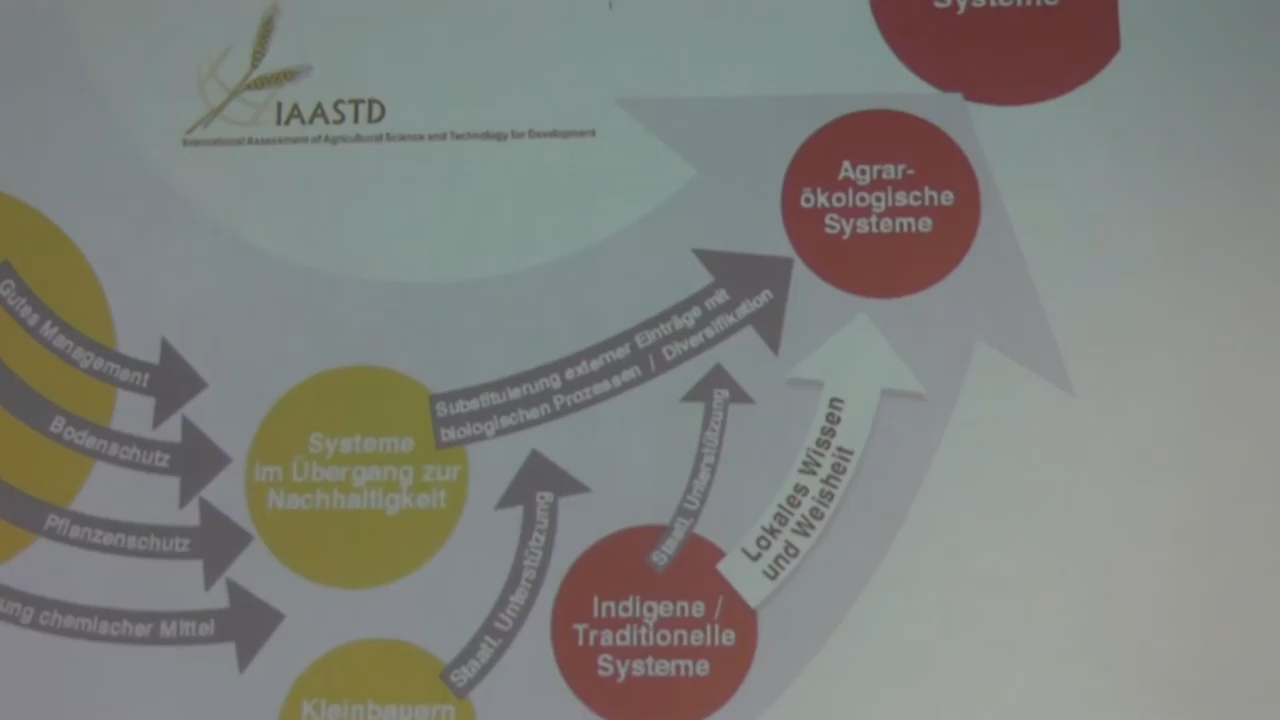 Systeme
IAASTD
International Assessment of Agricultural Science and Technology for Development
Agrar-
ökologische
Systeme
Gutes Management
Bodenschutz
Pflanzenschutz
ung chemischer Mittel
Systeme
im Übergang zur
Nachhaltigkeit
Substituierung externer Einträge mit
biologischen Prozessen / Diversifikation
Staatl. Unterstützung
Staatl. Unterstützung
Lokales Wissen
und Weisheit
Indigene /
Traditionelle
Systeme
Kleinbauern